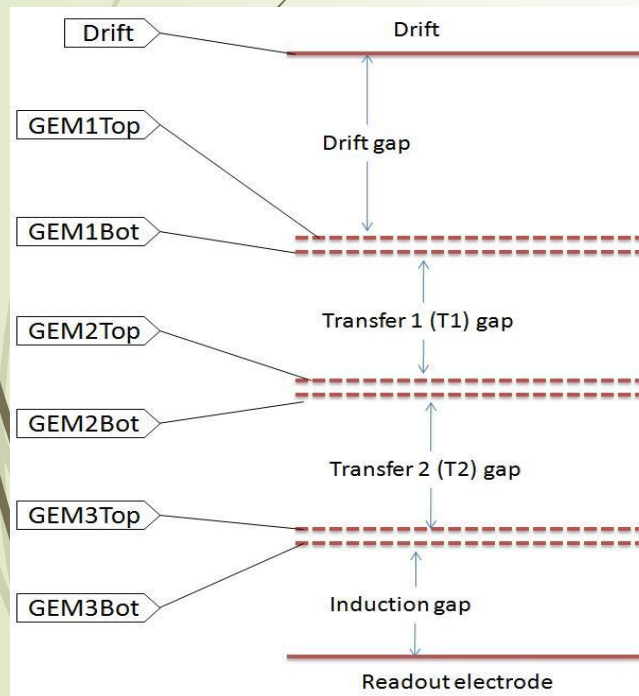 Drift
Drift
GEM1Top
Drift gap
GEM1Bot
Transfer 1 (T1) gap
GEM2Top
GEM2Bot
Transfer 2 (T2) gap
GEM3Top
GEM3Bot
Induction gap
Readout electrode